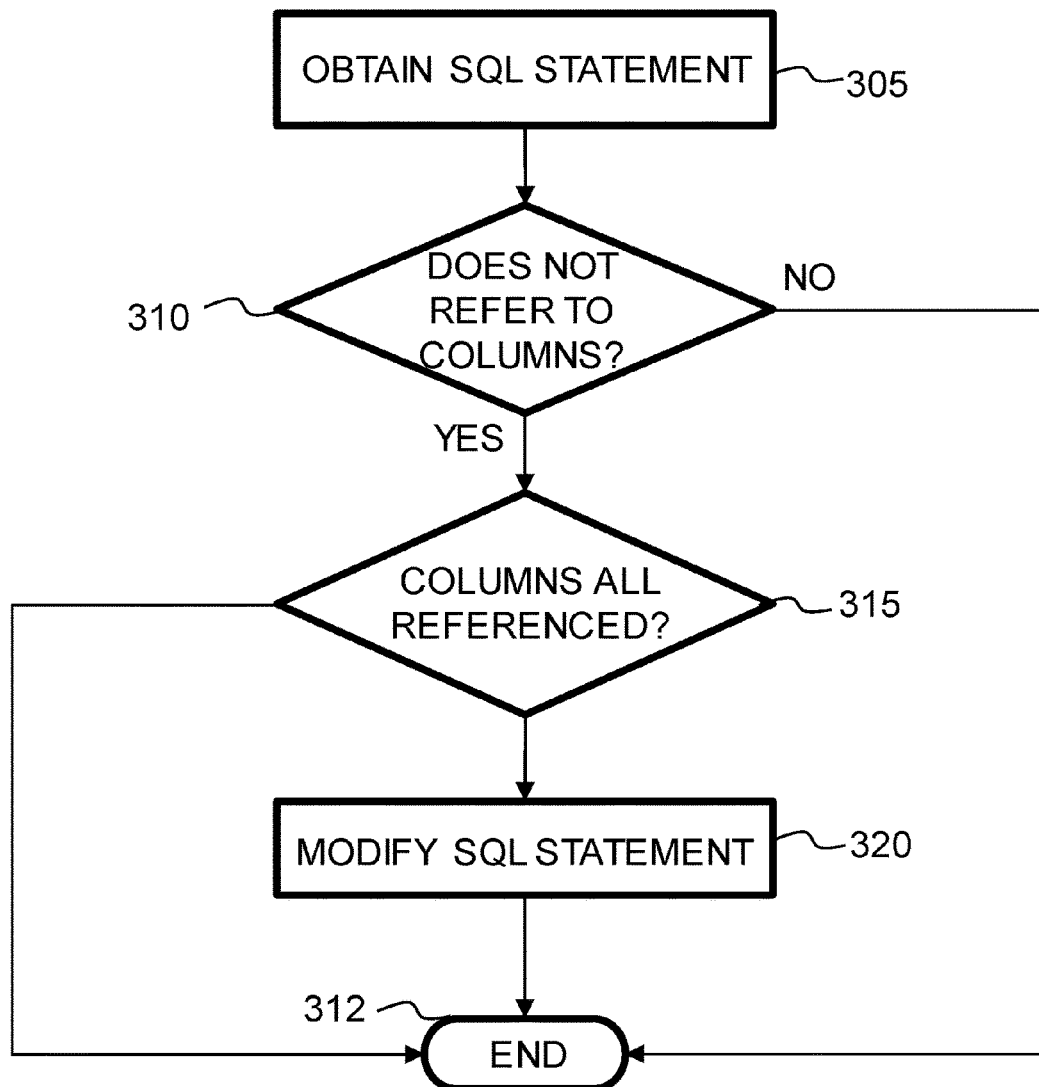 OBTAIN SQL STATEMENT
305
DOES NOT
REFER TO
COLUMNS?
310
NO
YES
COLUMNS ALL
REFERENCED?
315
MODIFY SQL STATEMENT
320
312
END